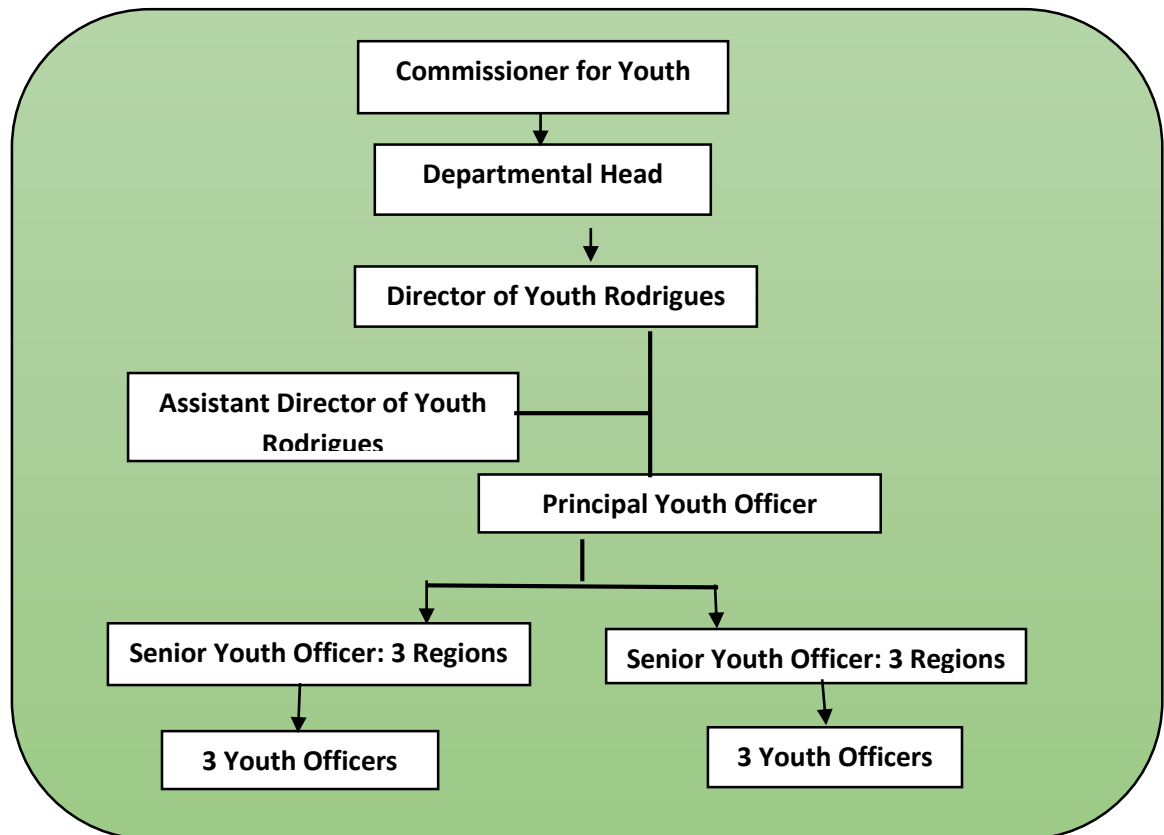 Commissioner for Youth
Departmental Head
Director of Youth Rodrigues
Assistant Director of Youth
Rodrigues
Principal Youth Officer
Senior Youth Officer: 3 Regions
Senior Youth Officer: 3 Regions
3 Youth Officers
3 Youth Officers